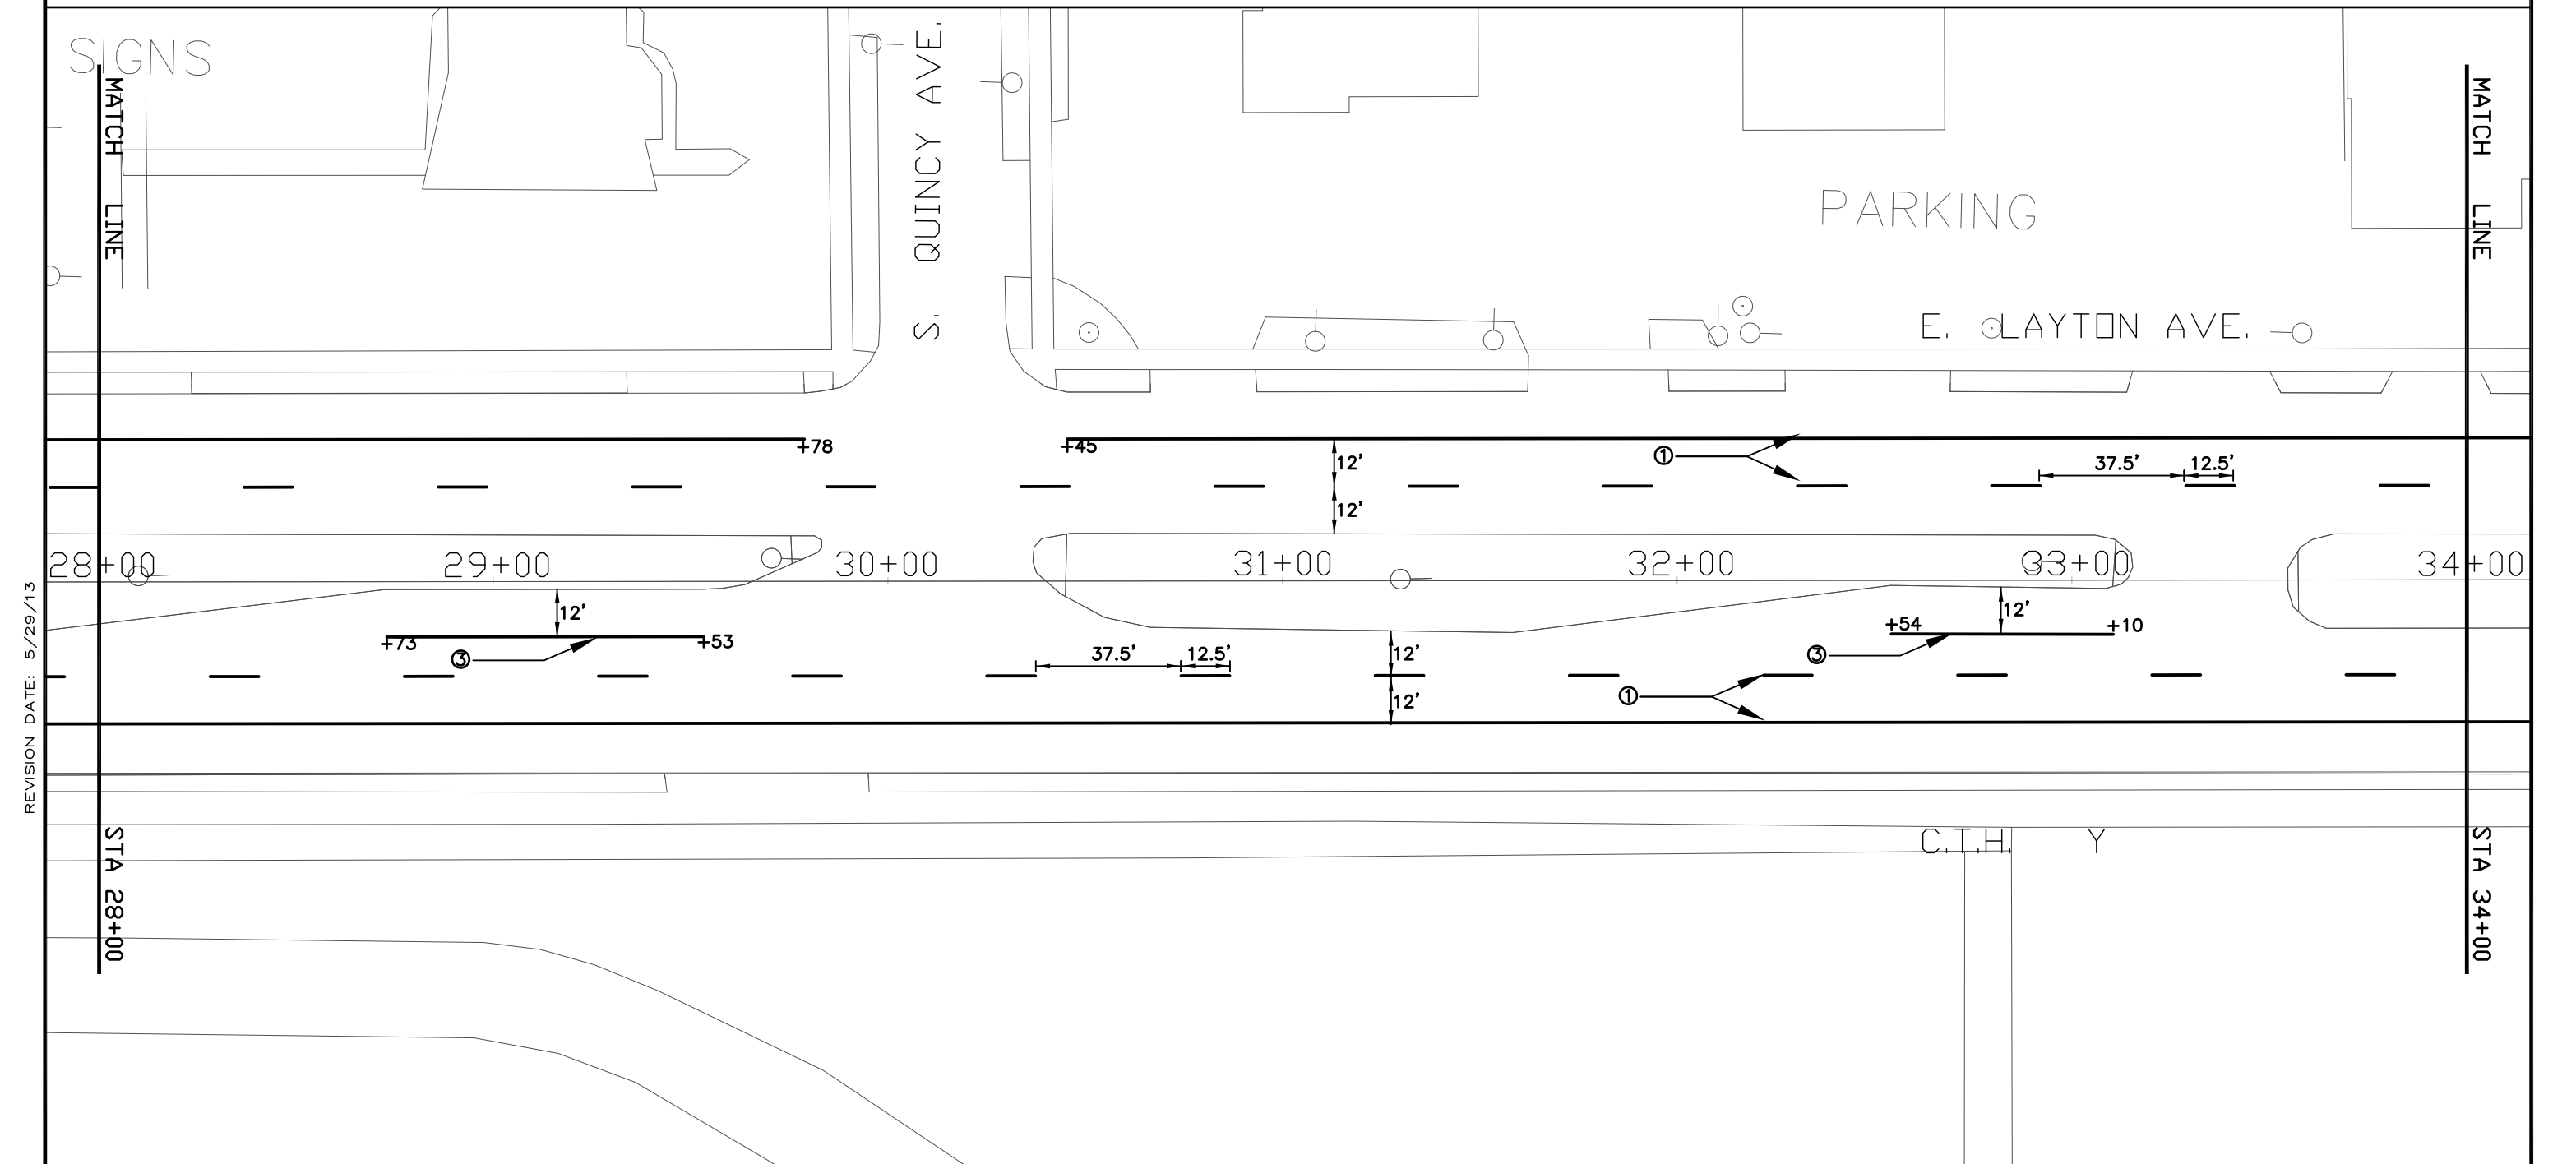 SIGNS
MATCH LINE
S. QUINCY AVE.
MATCH LINE
PARKING
E. LAYTON AVE.
+78
+45
12'
①
37.5'
12.5'
12'
28+00
29+00
30+00
31+00
32+00
33+00
34+00
12'
12'
+73
+53
+54
+10
③
37.5'
12.5'
12'
③
①
12'
REVISION DATE: 5/29/13
STA 28+00
C.T.H. Y
STA 34+00